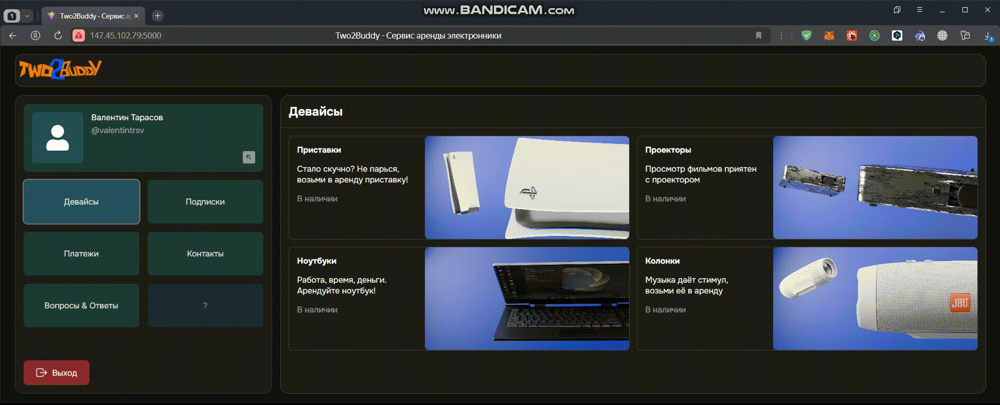 www.BANDICAM.com
1
Two2Buddy - Сервис а
147.45.102.79:5000
Two2Buddy - Сервис аренды электронники
1
TWO2BUDDY
Валентин Тарасов
@valentintrsv
Девайсы
Подписки
Платежи
Контакты
Вопросы & Ответы
?
Выход
Девайсы
Приставки
Стало скучно? Не парься,
возьми в аренду приставку!
В наличии
Проекторы
Просмотр фильмов приятен
с проектором
В наличии
Ноутбуки
Работа, время, деньги.
Арендуйте ноутбук!
В наличии
Колонки
Музыка даёт стимул,
возьми её в аренду
В наличии
JBL